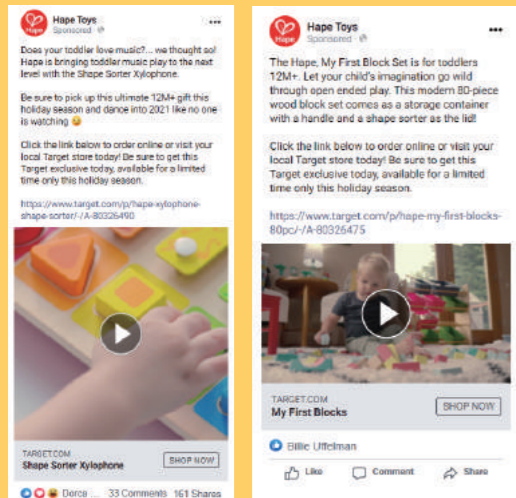 Hape
Hape Toys
Sponsored ·
Does your toddler love music?... we thought so!
Hape is bringing toddler music play to the next
level with the Shape Sorter Xylophone.
Be sure to pick up this ultimate 12M+ gift this
holiday season and dance into 2021 like no one
is watching 😉
Click the link below to order online or visit your
local Target store today! Be sure to get this
Target exclusive today, available for a limited
time only this holiday season.
https://www.target.com/p/hape-xylophone-
shape-sorter/-/A-80326490
TARGET.COM
Shape Sorter Xylophone
SHOP NOW
Dorca ... 33 Comments 161 Shares
Hape
Hape Toys
Sponsored ·
The Hape, My First Block Set is for toddlers
12M+. Let your child's imagination go wild
through open ended play. This modern 80-piece
wood block set comes as a storage container
with a handle and a shape sorter as the lid!
Click the link below to order online or visit your
local Target store today! Be sure to get this
Target exclusive today, available for a limited
time only this holiday season.
https://www.target.com/p/hape-my-first-blocks-
80pc/-/A-80326475
TARGET.COM
My First Blocks
SHOP NOW
Billie Uffelman
Like Comment Share